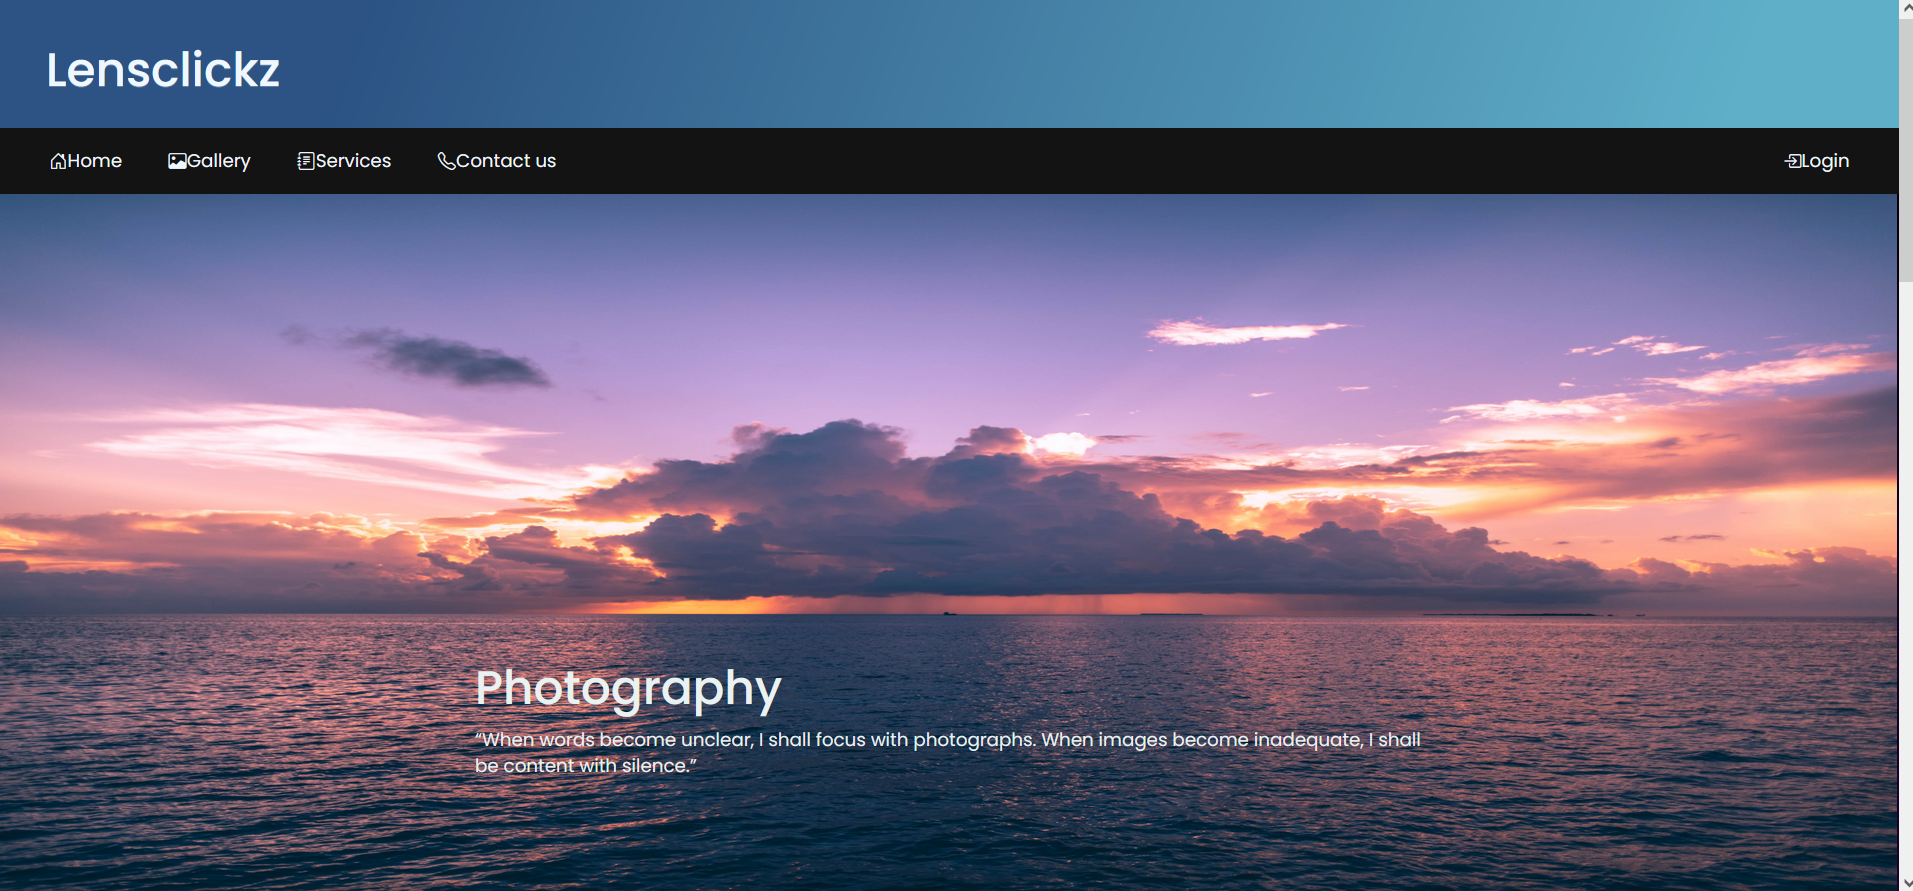 Lensclickz
Home Gallery Services Contact us Login
Photography
“When words become unclear, I shall focus with photographs. When images become inadequate, I shall
be content with silence.”